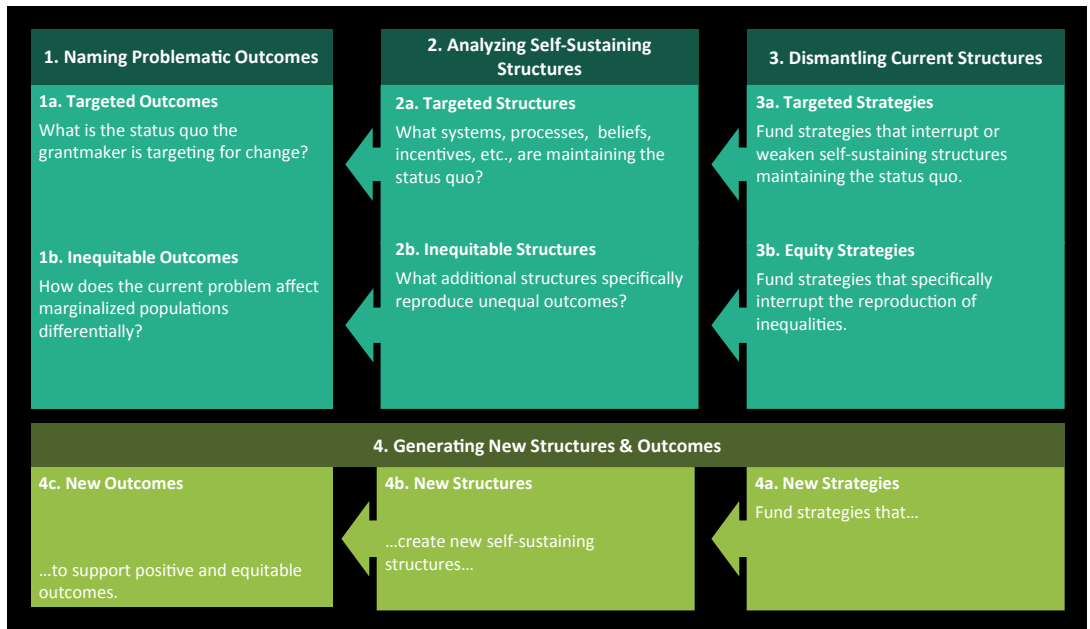 1. Naming Problematic Outcomes
1a. Targeted Outcomes
What is the status quo the
grantmaker is targeting for change?
1b. Inequitable Outcomes
How does the current problem affect
marginalized populations
differentially?
2. Analyzing Self-Sustaining
Structures
2a. Targeted Structures
What systems, processes, beliefs,
incentives, etc., are maintaining the
status quo?
2b. Inequitable Structures
What additional structures specifically
reproduce unequal outcomes?
3. Dismantling Current Structures
3a. Targeted Strategies
Fund strategies that interrupt or
weaken self-sustaining structures
maintaining the status quo.
3b. Equity Strategies
Fund strategies that specifically
interrupt the reproduction of
inequalities.
4. Generating New Structures & Outcomes
4c. New Outcomes
…to support positive and equitable
outcomes.
4b. New Structures
…create new self-sustaining
structures…
4a. New Strategies
Fund strategies that…